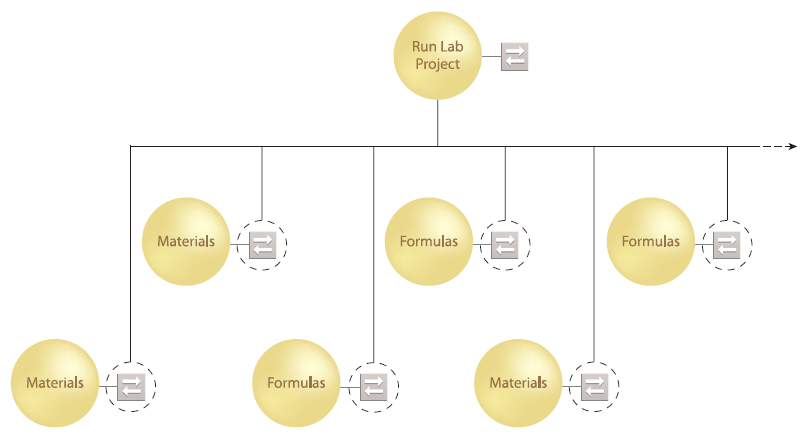 Run Lab
Project
Materials
Formulas
Formulas
Materials
Formulas
Materials